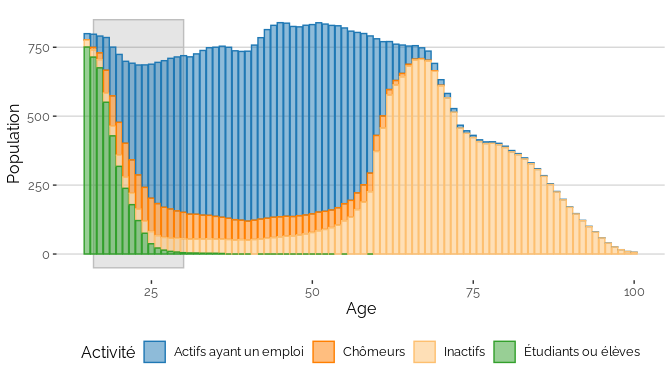 Population
750
500
250
0
25 50 75 100
Age
Activité Actifs ayant un emploi Chômeurs Inactifs Étudiants ou élèves